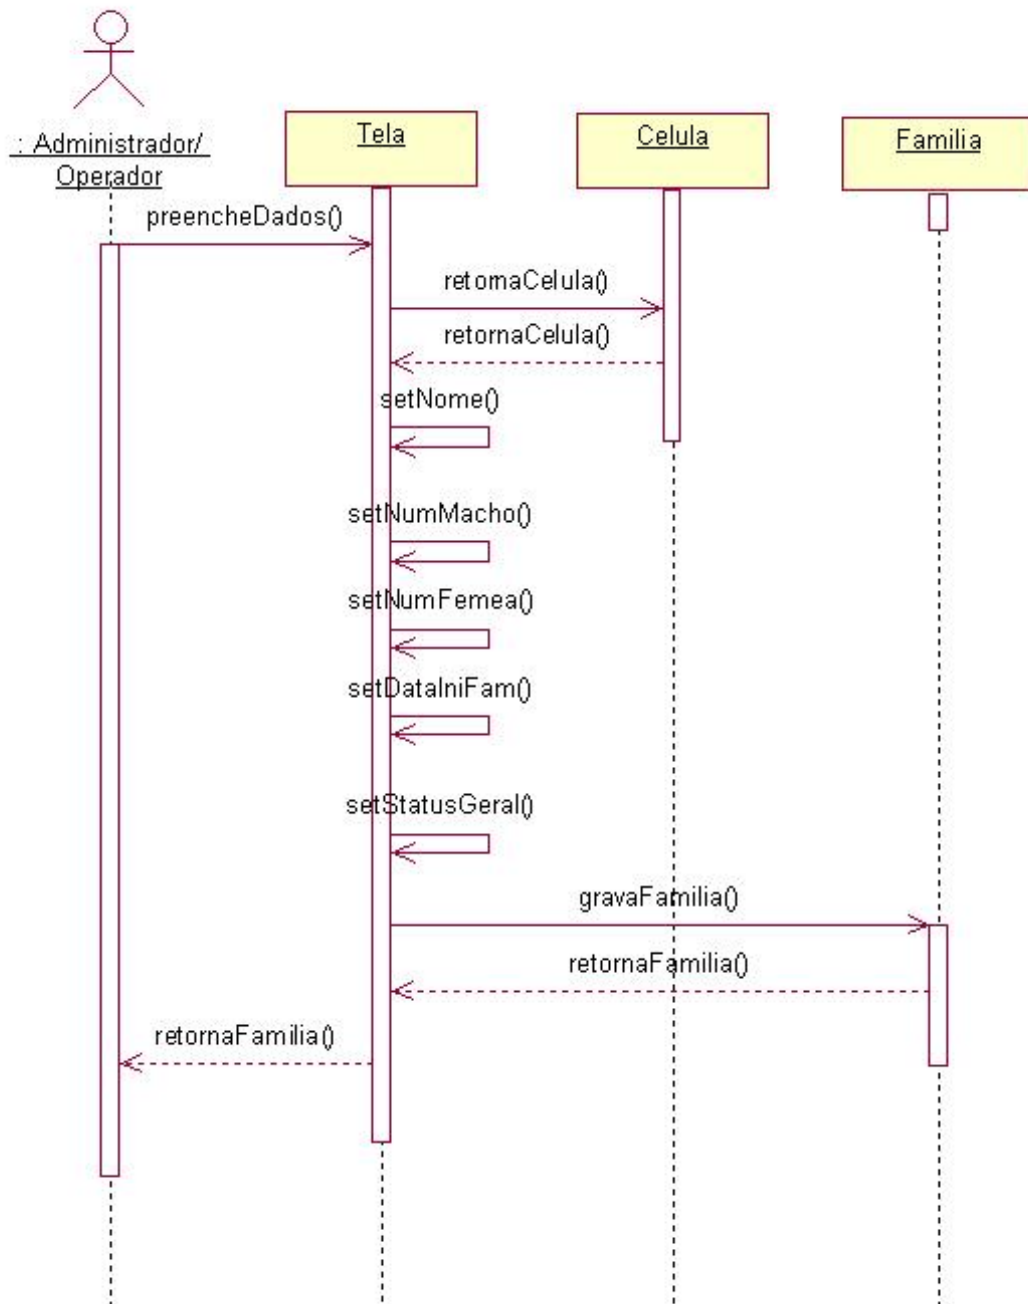 : Administrador/
Operador
Tela
Celula
Familia
preencheDados()
retornaCelula()
retornaCelula()
setNome()
setNumMacho()
setNumFemea()
setDataIniFam()
setStatusGeral()
gravaFamilia()
retornaFamilia()
retornaFamilia()